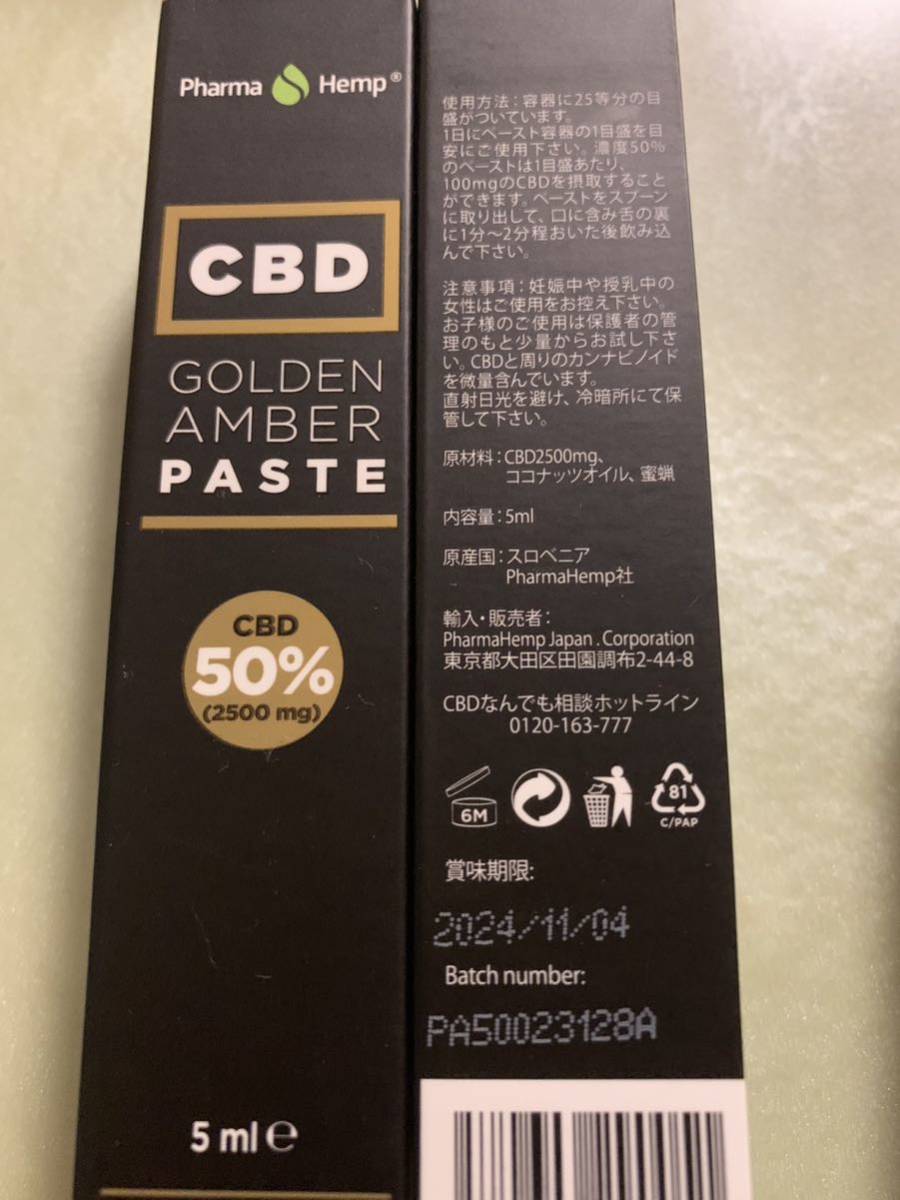 Pharma Hemp®
CBD
GOLDEN
AMBER
PASTE
CBD
50%
(2500 mg)
5 ml ℮
使用方法：容器に25等分の目
盛がついています。
1日にペースト容器の1目盛を目
安にご使用下さい。濃度50%
のペーストは1目盛あたり、
100mgのCBDを摂取すること
ができます。ペーストをスプーン
に取り出して、口に含み舌の裏
に1分〜2分程おいた後飲み込
んで下さい。
注意事項：妊娠中や授乳中の
女性はご使用をお控え下さい。
お子様のご使用は保護者の管
理のもと少量からお試し下さ
い。CBDと周りのカンナビノイド
を微量含んでいます。
直射日光を避け、冷暗所にて保
管して下さい。
原材料：CBD2500mg、
ココナッツオイル、蜜蝋
内容量：5ml
原産国：スロベニア
PharmaHemp社
輸入・販売者：
PharmaHemp Japan . Corporation
東京都大田区田園調布2-44-8
CBDなんでも相談ホットライン
0120-163-777
6M
81
C/PAP
賞味期限:
2024/11/04
Batch number:
PA50023128A